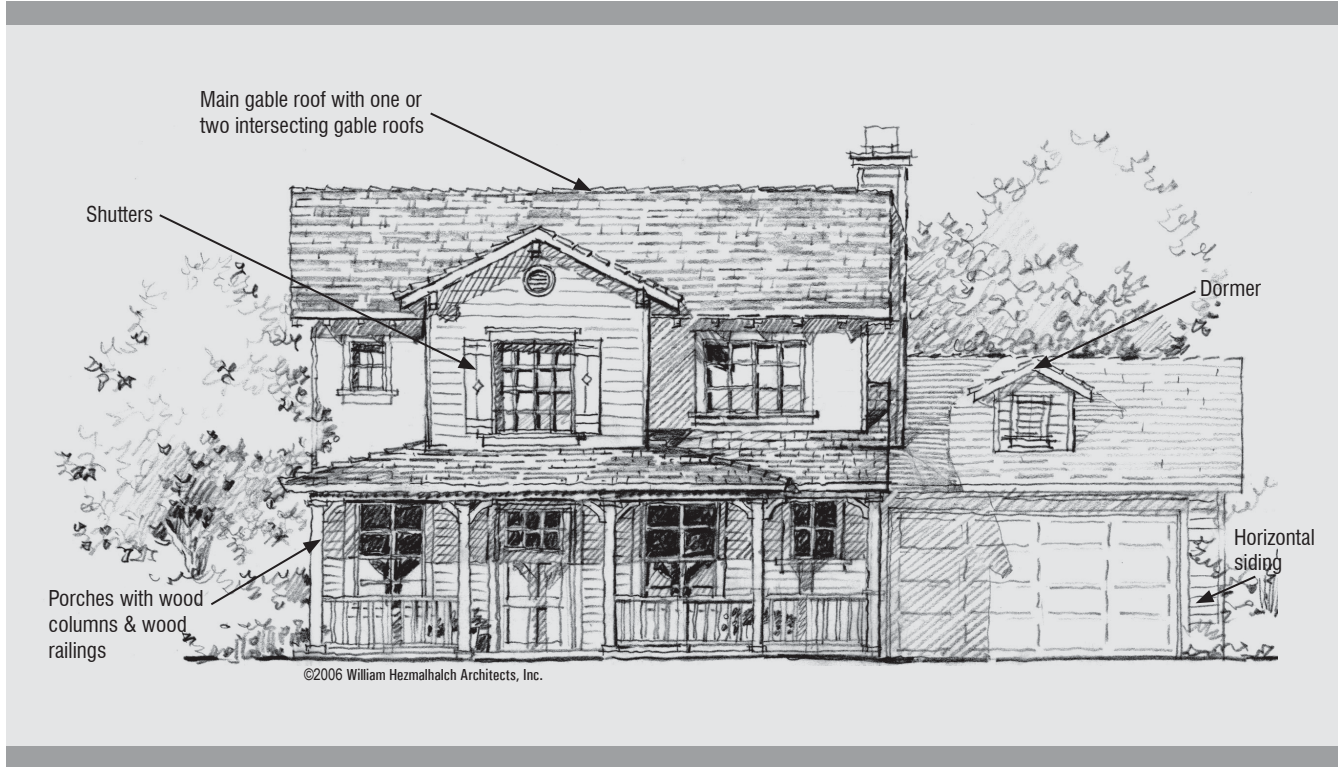 Main gable roof with one or
two intersecting gable roofs
Shutters
Dormer
Horizontal
siding
Porches with wood
columns & wood
railings
©2006 William Hezmalhalch Architects, Inc.